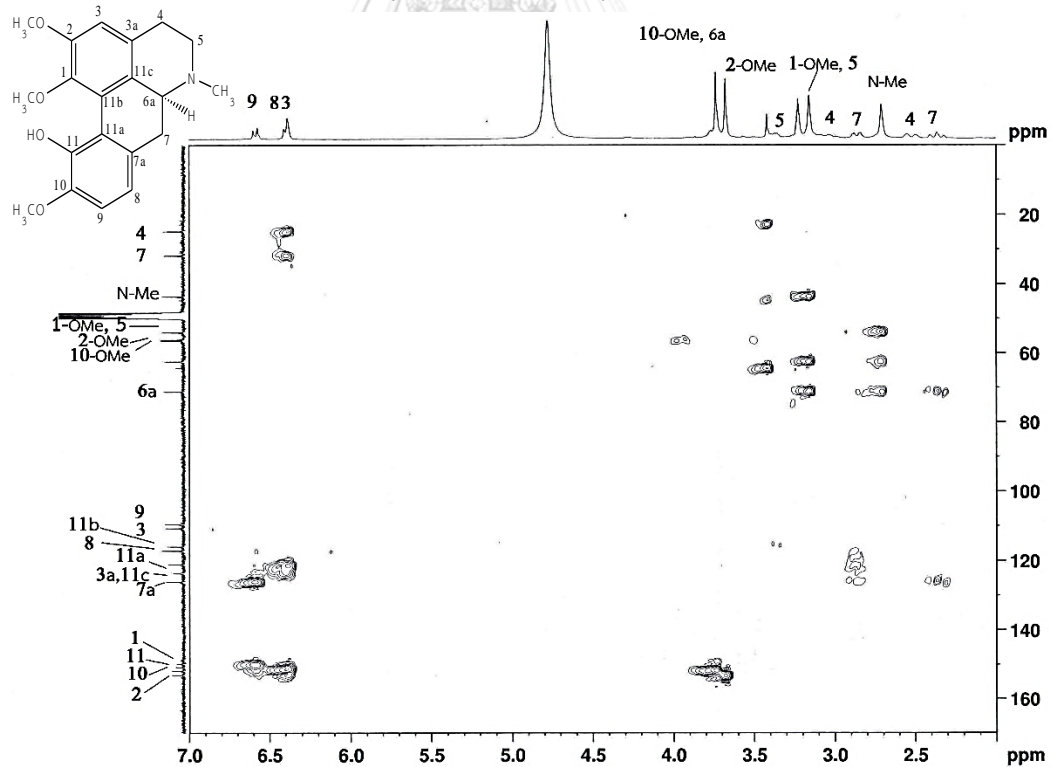 H₃CO
3
4
2
3a
5
1
11c
N
CH₃
H₃CO
11b
6a
H
HO
11
11a
7
7a
10
8
H₃CO
9
10-OMe, 6a
2-OMe
1-OMe, 5
N-Me
9 8 3
5 4 7 4 7
ppm
4
7
N-Me
1-OMe, 5
2-OMe
10-OMe
6a
9
11b 3
8
11a
3a,11c
7a
1
11
10
2
20
40
60
80
100
120
140
160
7.0 6.5 6.0 5.5 5.0 4.5 4.0 3.5 3.0 2.5 ppm